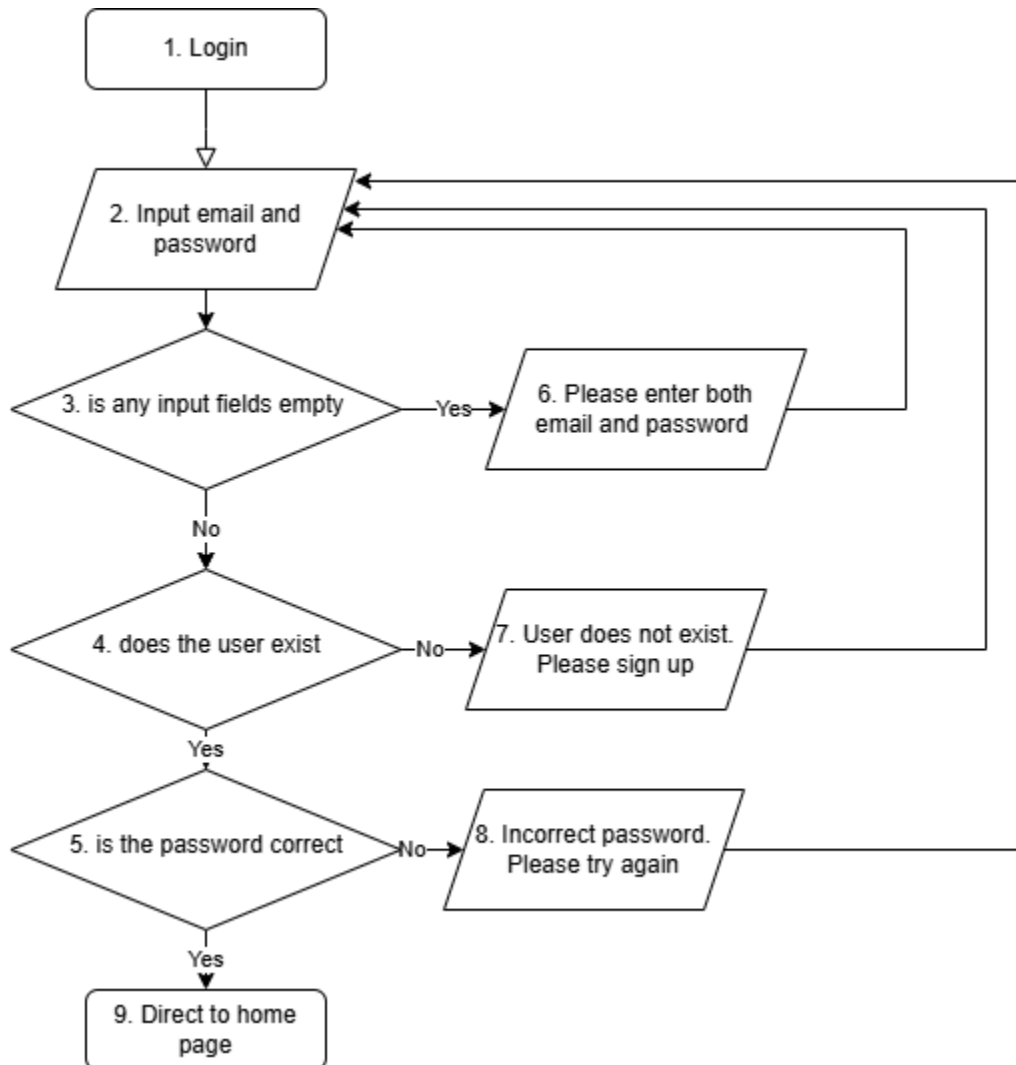 1. Login
2. Input email and
password
3. is any input fields empty
Yes
6. Please enter both
email and password
No
4. does the user exist
No
7. User does not exist.
Please sign up
Yes
5. is the password correct
No
8. Incorrect password.
Please try again
Yes
9. Direct to home
page